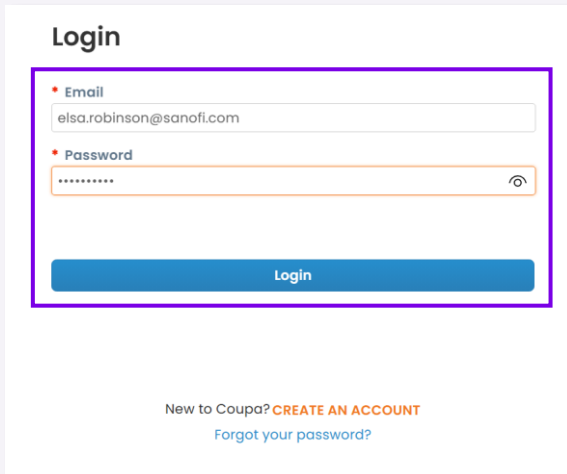 Login
* Email
elsa.robinson@sanofi.com
* Password
••••••••••
Login
New to Coupa? CREATE AN ACCOUNT
Forgot your password?